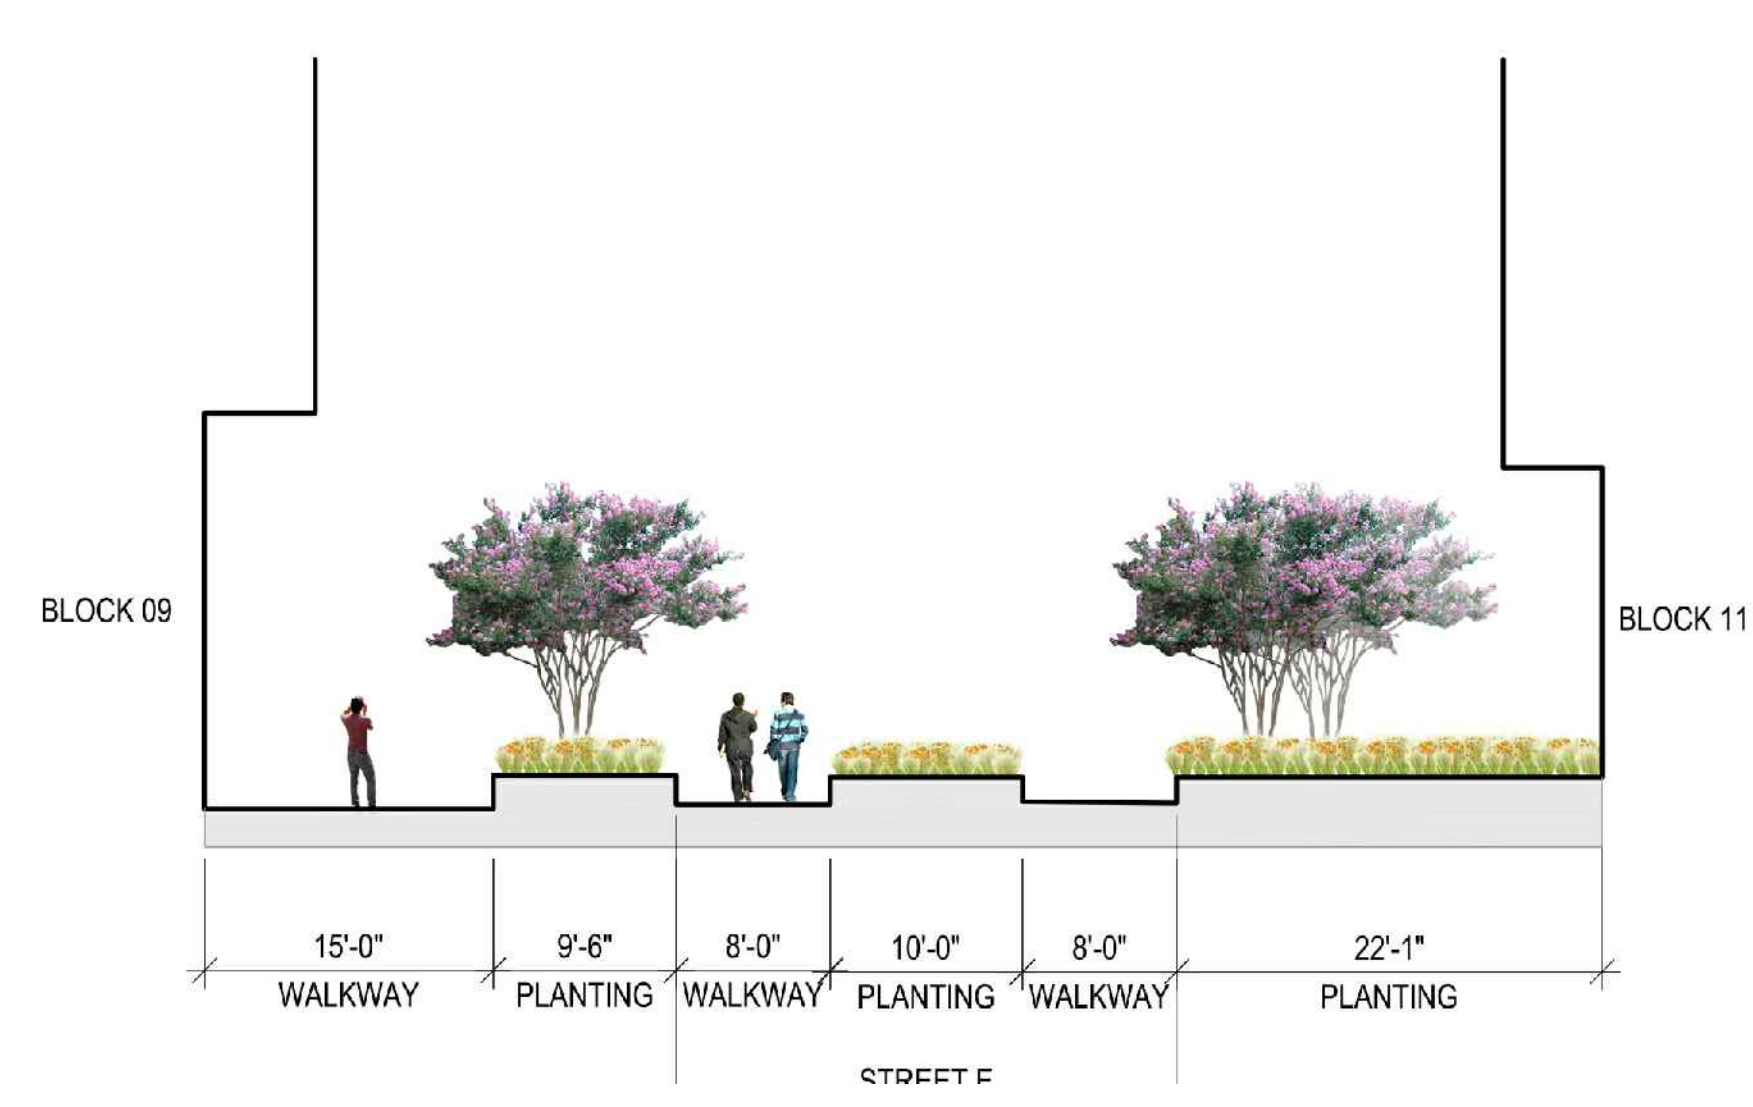 BLOCK 09
BLOCK 11
15'-0" 9'-6" 8'-0" 10'-0" 8'-0" 22'-1"
WALKWAY PLANTING WALKWAY PLANTING WALKWAY PLANTING
STREET